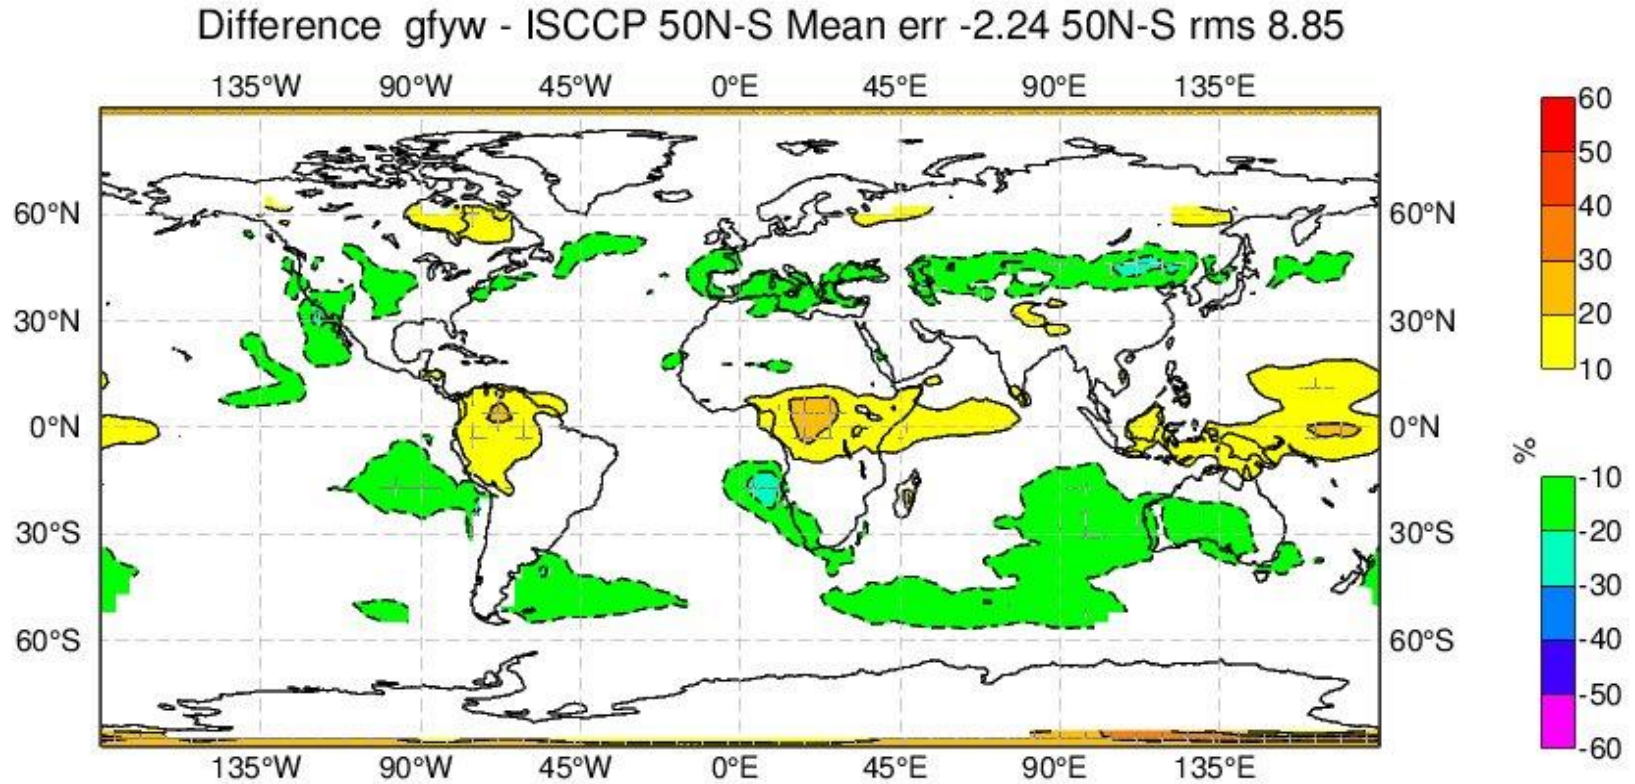 Difference gfyw - ISCCP 50N-S Mean err -2.24 50N-S rms 8.85
135°W 90°W 45°W 0°E 45°E 90°E 135°E
60°N 60°N
30°N 30°N
0°N 0°N
30°S 30°S
60°S 60°S
135°W 90°W 45°W 0°E 45°E 90°E 135°E
60
50
40
30
20
10
%
-10
-20
-30
-40
-50
-60